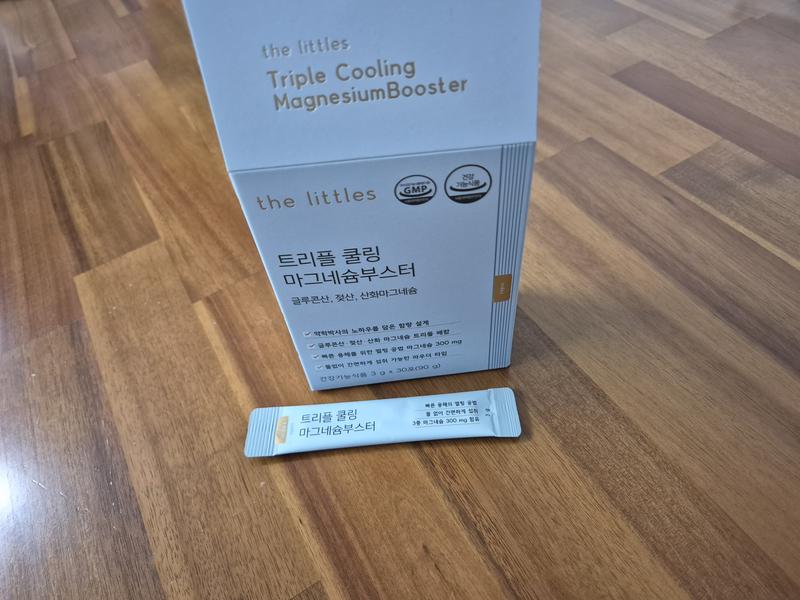 the littles
Triple Cooling
MagnesiumBooster
the littles
GMP
건강
기능식품
트리플 쿨링
마그네슘부스터
글루콘산, 젖산, 산화마그네슘
약학박사의 노하우를 담은 함량 설계
글루콘산·젖산·산화 마그네슘 트리플 배합
빠른 용해를 위한 멜팅 공법 마그네슘 300 mg
물없이 간편하게 섭취 가능한 파우더 타입
건강기능식품 3 g x 30포(90 g)
트리플 쿨링
마그네슘부스터
빠른 용해의 멜팅 공법
물 없이 간편하게 섭취
3중 마그네슘 300 mg 함유